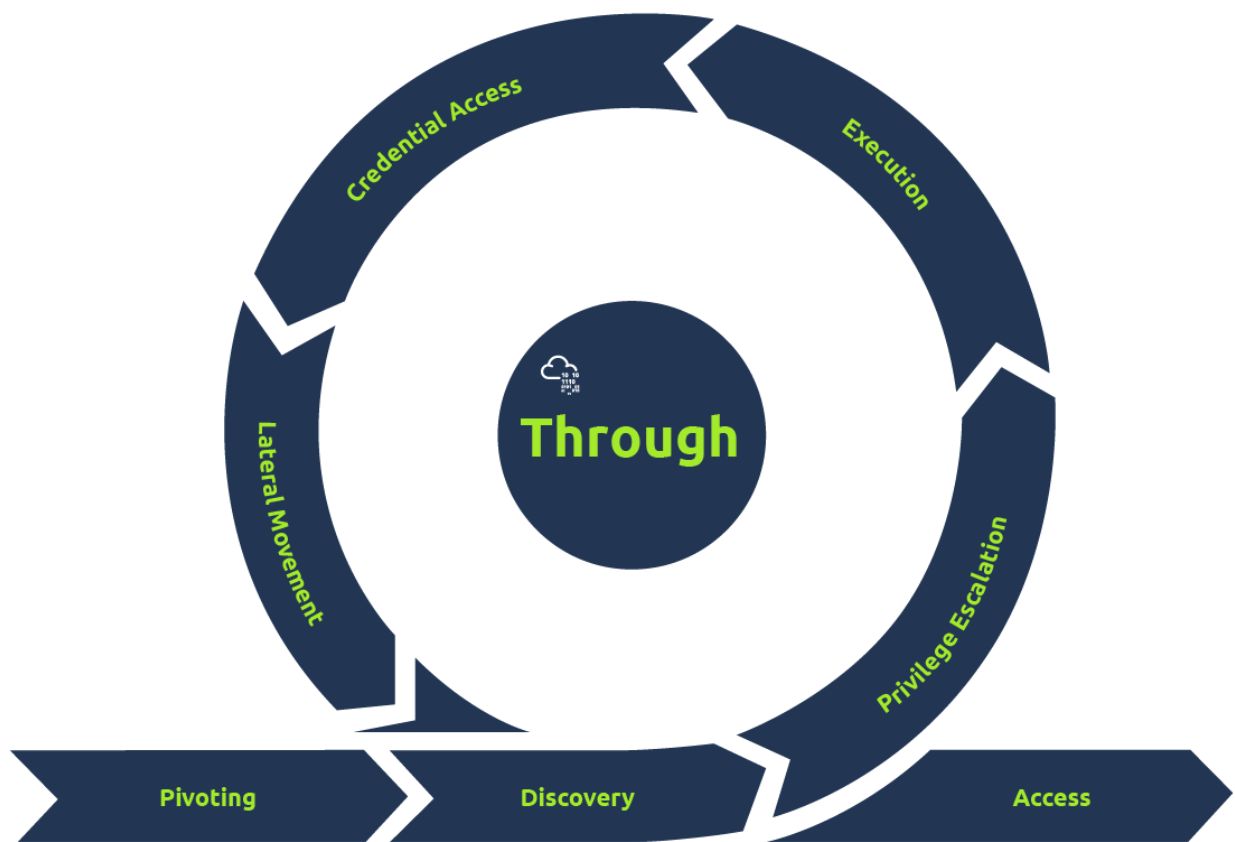 Credential Access
Execution
Through
Lateral Movement
Privilege Escalation
Pivoting
Discovery
Access